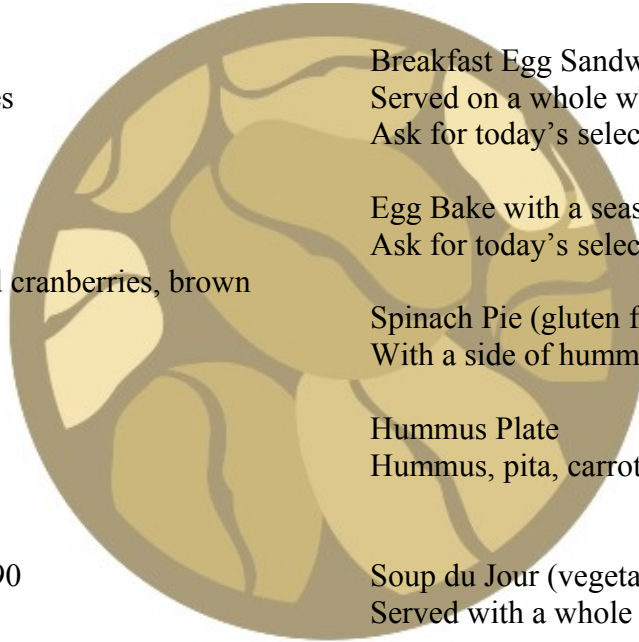 es
d cranberries, brown
90
Breakfast Egg Sandw
Served on a whole w
Ask for today's selec
Egg Bake with a seas
Ask for today's selec
Spinach Pie (gluten f
With a side of humm
Hummus Plate
Hummus, pita, carrot
Soup du Jour (vegeta
Served with a whole